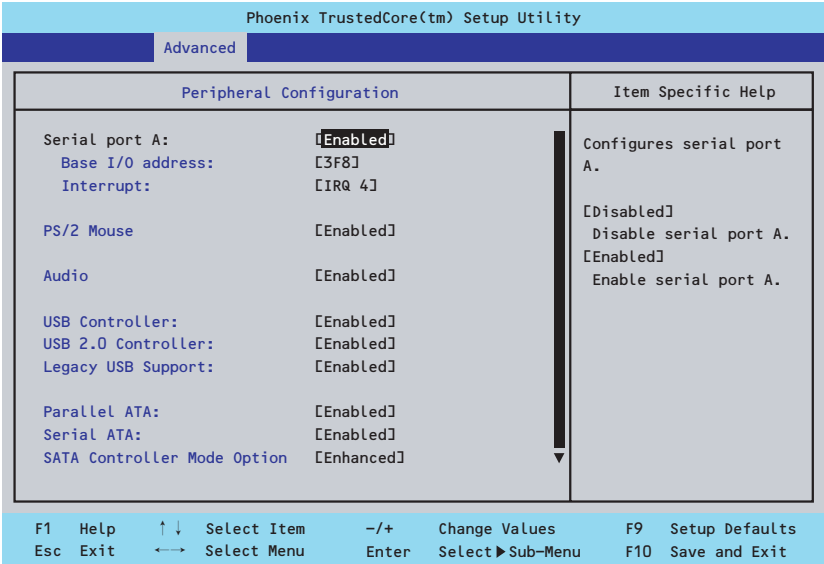 Phoenix TrustedCore(tm) Setup Utility
Advanced
Peripheral Configuration
Serial port A: [Enabled]
Base I/O address: [3F8]
Interrupt: [IRQ 4]
PS/2 Mouse [Enabled]
Audio [Enabled]
USB Controller: [Enabled]
USB 2.0 Controller: [Enabled]
Legacy USB Support: [Enabled]
Parallel ATA: [Enabled]
Serial ATA: [Enabled]
SATA Controller Mode Option [Enhanced]
Item Specific Help
Configures serial port
A.
[Disabled]
Disable serial port A.
[Enabled]
Enable serial port A.
F1 Help ↑↓ Select Item -/+ Change Values F9 Setup Defaults
Esc Exit ←→ Select Menu Enter Select▶Sub-Menu F10 Save and Exit